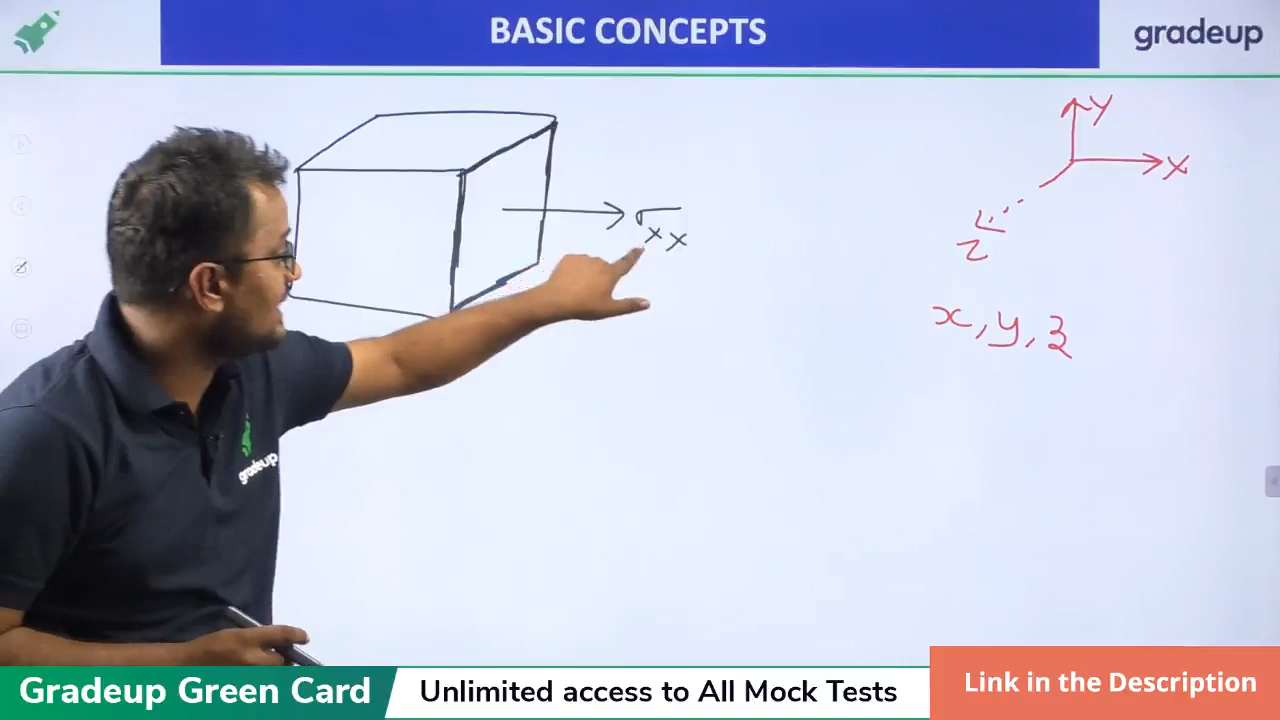 BASIC CONCEPTS
gradeup
Y
X
σxx
Z
x, y, z
gradeup
Gradeup Green Card
Unlimited access to All Mock Tests
Link in the Description